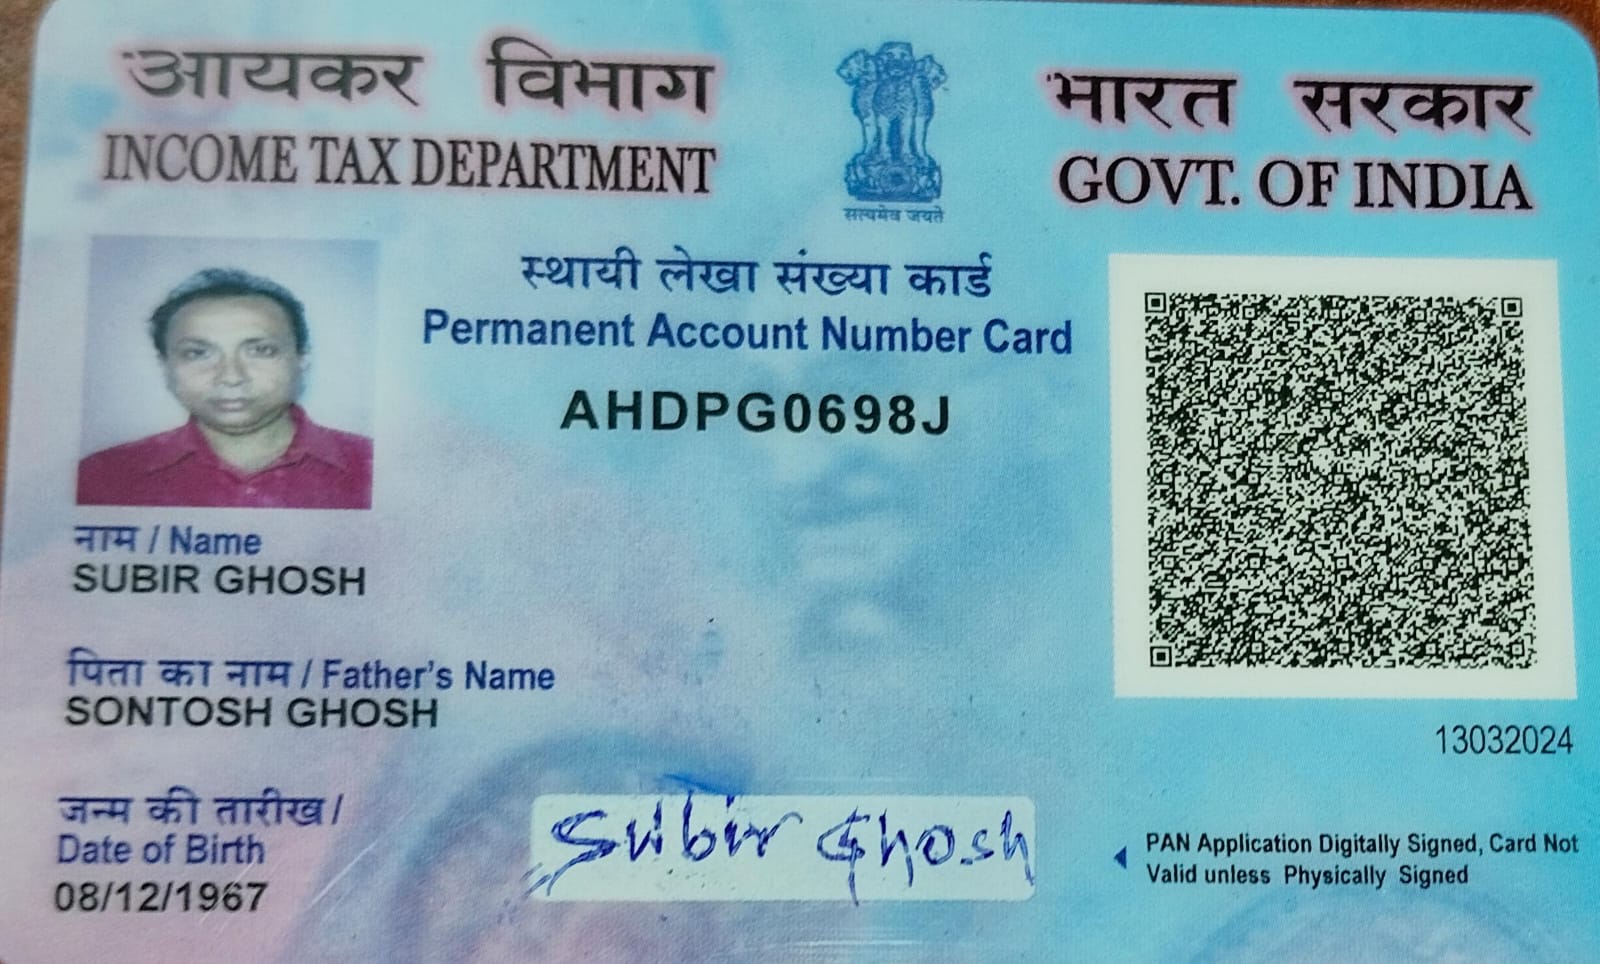 आयकर विभाग
INCOME TAX DEPARTMENT
भारत सरकार
GOVT. OF INDIA
सत्यमेव जयते
स्थायी लेखा संख्या कार्ड
Permanent Account Number Card
AHDPG0698J
नाम / Name
SUBIR GHOSH
पिता का नाम / Father's Name
SONTOSH GHOSH
जन्म की तारीख /
Date of Birth
08/12/1967
Subir Ghosh
13032024
PAN Application Digitally Signed, Card Not
Valid unless Physically Signed